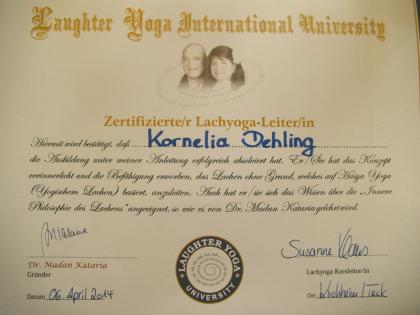 Laughter Yoga International University
Zertifizierte/r Lachyoga-Leiter/in
Hiermit wird bestätigt, daß Kornelia Dehling
die Ausbildung unter meiner Anleitung erfolgreich absolviert hat. Er / Sie hat das Konzept
verinnerlicht und die Befähigung erworben, das Lachen ohne Grund, welches auf Hasya Yoga
(Yogischem Lachen) basiert, anzuleiten. Auch hat er/sie sich das Wissen über die „Innere
Philosophie des Lachens" angeeignet, so wie es von Dr. Madan Kataria gelehrt wird.
Susanne Klaus
Dr. Madan Kataria
Gründer
Lachyoga Kursleiter/in
Datum 06. April 2014
Ort, Kirchheim/Teck
LAUGHTER YOGA
UNIVERSITY